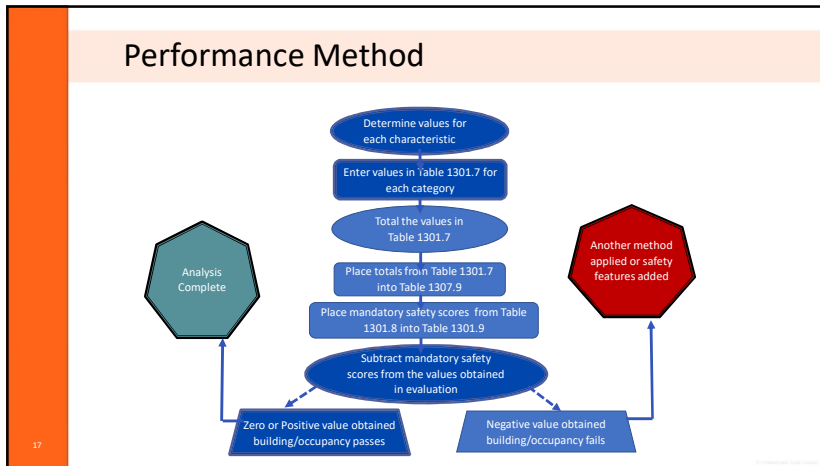 Performance Method
Determine values for
each characteristic
Enter values in Table 1301.7 for
each category
Total the values in
Table 1301.7
Place totals from Table 1301.7
into Table 1307.9
Place mandatory safety scores from Table
1301.8 into Table 1301.9
Subtract mandatory safety
scores from the values obtained
in evaluation
Zero or Positive value obtained
building/occupancy passes
Negative value obtained
building/occupancy fails
Analysis
Complete
Another method
applied or safety
features added
17